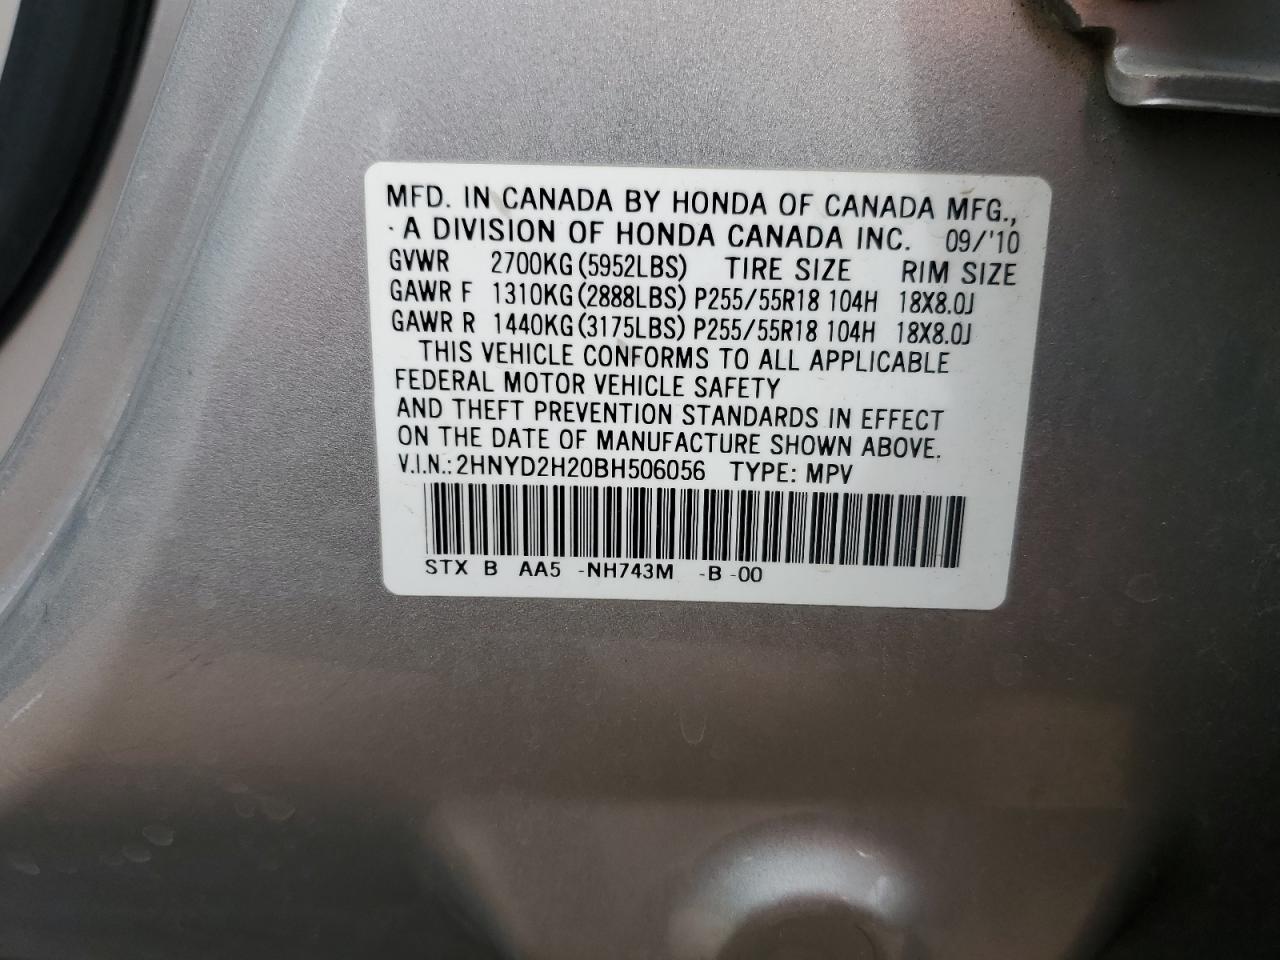 MFD. IN CANADA BY HONDA OF CANADA MFG.,
A DIVISION OF HONDA CANADA INC. 09/'10
GVWR 2700KG (5952LBS) TIRE SIZE RIM SIZE
GAWR F 1310KG (2888LBS) P255/55R18 104H 18X8.0J
GAWR R 1440KG (3175LBS) P255/55R18 104H 18X8.0J
THIS VEHICLE CONFORMS TO ALL APPLICABLE
FEDERAL MOTOR VEHICLE SAFETY
AND THEFT PREVENTION STANDARDS IN EFFECT
ON THE DATE OF MANUFACTURE SHOWN ABOVE.
V.I.N.: 2HNYD2H20BH506056 TYPE: MPV
STX B AA5 -NH743M -B -00